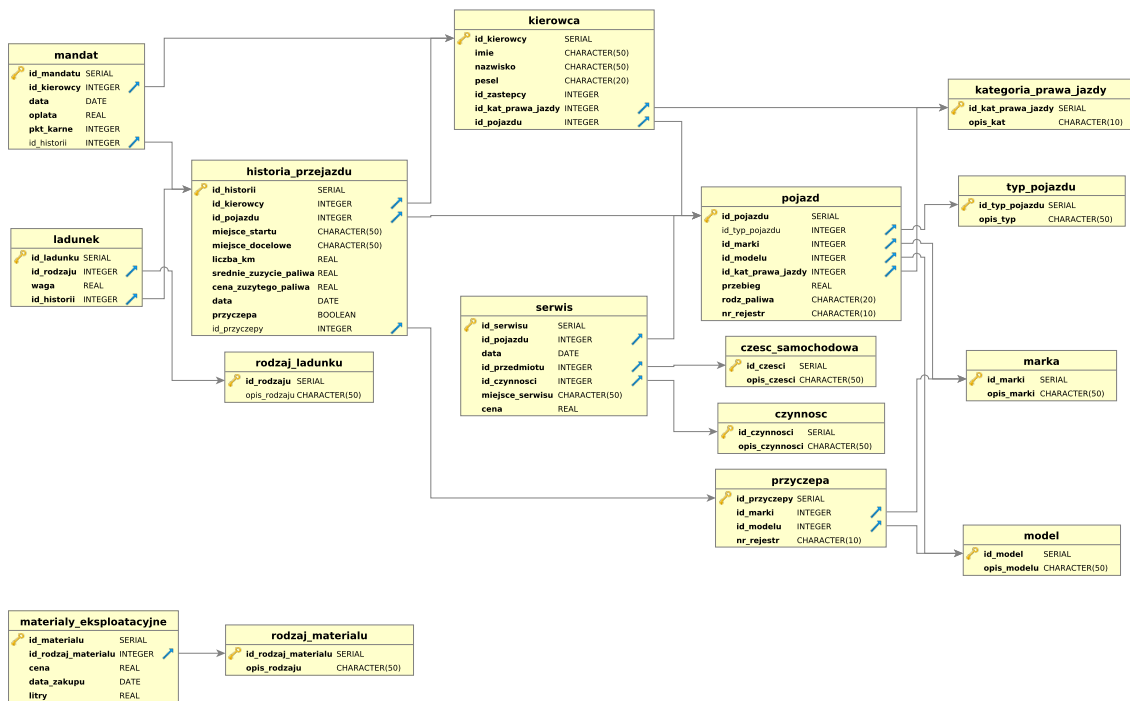 mandat
id_mandatu SERIAL
id_kierowcy INTEGER
data DATE
oplata REAL
pkt_karne INTEGER
id_historii INTEGER
kierowca
id_kierowcy SERIAL
imie CHARACTER(50)
nazwisko CHARACTER(50)
pesel CHARACTER(20)
id_zastepcy INTEGER
id_kat_prawa_jazdy INTEGER
id_pojazdu INTEGER
kategoria_prawa_jazdy
id_kat_prawa_jazdy SERIAL
opis_kat CHARACTER(10)
historia_przejazdu
id_historii SERIAL
id_kierowcy INTEGER
id_pojazdu INTEGER
miejsce_startu CHARACTER(50)
miejsce_docelowe CHARACTER(50)
liczba_km REAL
srednie_zuzycie_paliwa REAL
cena_zuzytego_paliwa REAL
data DATE
przyczepa BOOLEAN
id_przyczepy INTEGER
typ_pojazdu
id_typ_pojazdu SERIAL
opis_typ CHARACTER(50)
pojazd
id_pojazdu SERIAL
id_typ_pojazdu INTEGER
id_marki INTEGER
id_modelu INTEGER
id_kat_prawa_jazdy INTEGER
przebieg REAL
rodz_paliwa CHARACTER(20)
nr_rejestr CHARACTER(10)
ladunek
id_ladunku SERIAL
id_rodzaju INTEGER
waga REAL
id_historii INTEGER
serwis
id_serwisu SERIAL
id_pojazdu INTEGER
data DATE
id_przedmiotu INTEGER
id_czynnosci INTEGER
miejsce_serwisu CHARACTER(50)
cena REAL
czesc_samochodowa
id_czesci SERIAL
opis_czesci CHARACTER(50)
marka
id_marki SERIAL
opis_marki CHARACTER(50)
rodzaj_ladunku
id_rodzaju SERIAL
opis_rodzaju CHARACTER(50)
czynnosc
id_czynnosci SERIAL
opis_czynnosci CHARACTER(50)
przyczepa
id_przyczepy SERIAL
id_marki INTEGER
id_modelu INTEGER
nr_rejestr CHARACTER(10)
model
id_model SERIAL
opis_modelu CHARACTER(50)
materialy_eksploatacyjne
id_materialu SERIAL
id_rodzaj_materialu INTEGER
cena REAL
data_zakupu DATE
litry REAL
rodzaj_materialu
id_rodzaj_materialu SERIAL
opis_rodzaju CHARACTER(50)